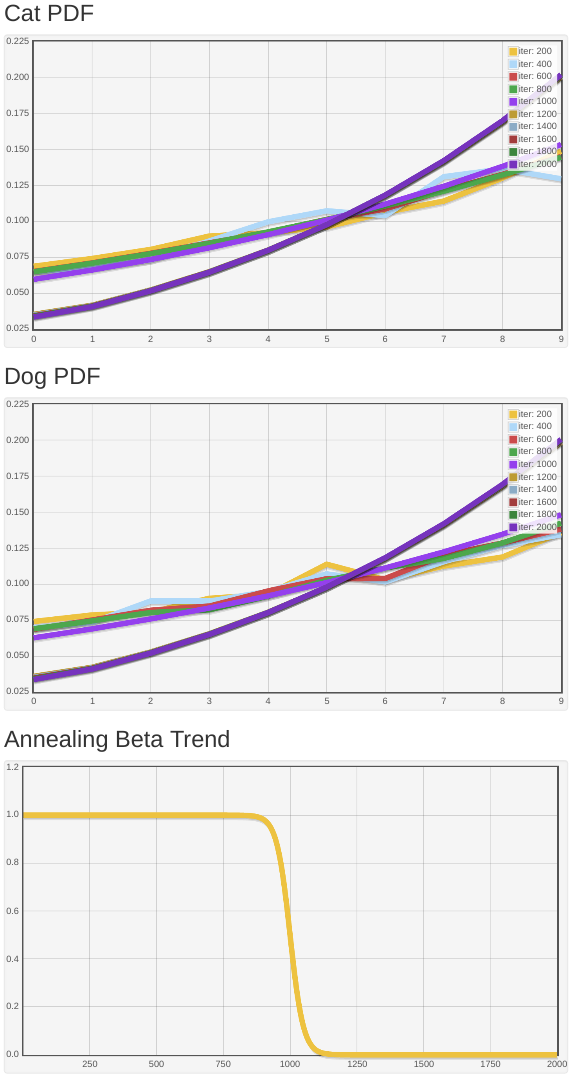 Cat PDF
0.225
0.200
0.175
0.150
0.125
0.100
0.075
0.050
0.025
0 1 2 3 4 5 6 7 8 9
iter: 200
iter: 400
iter: 600
iter: 800
iter: 1000
iter: 1200
iter: 1400
iter: 1600
iter: 1800
iter: 2000
Dog PDF
0.225
0.200
0.175
0.150
0.125
0.100
0.075
0.050
0.025
0 1 2 3 4 5 6 7 8 9
iter: 200
iter: 400
iter: 600
iter: 800
iter: 1000
iter: 1200
iter: 1400
iter: 1600
iter: 1800
iter: 2000
Annealing Beta Trend
1.2
1.0
0.8
0.6
0.4
0.2
0.0
250 500 750 1000 1250 1500 1750 2000